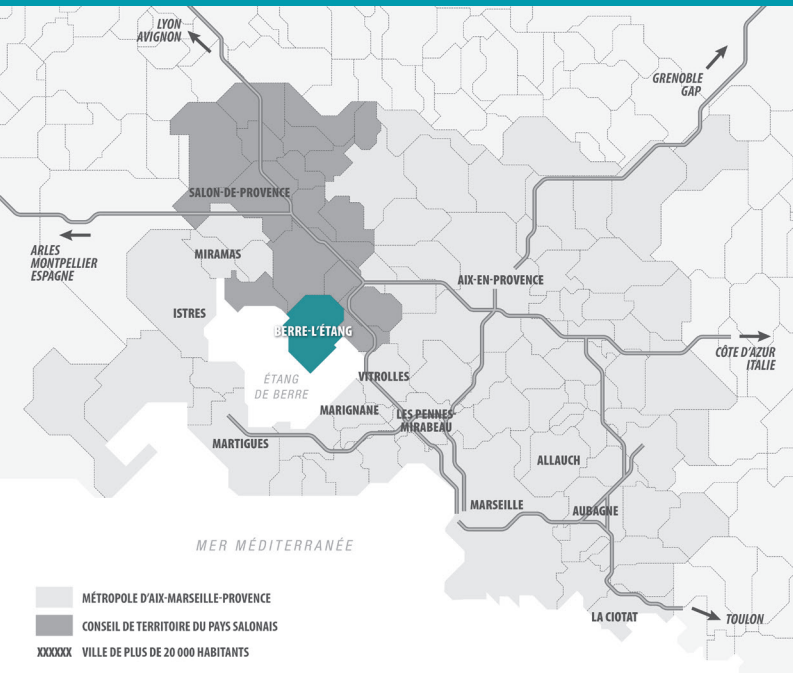 LYON
AVIGNON
GRENOBLE
GAP
SALON-DE-PROVENCE
ARLES
MONTPELLIER
ESPAGNE
MIRAMAS
AIX-EN-PROVENCE
ISTRES
BERRE-L'ÉTANG
CÔTE D'AZUR
ITALIE
ÉTANG
DE BERRE
VITROLLES
MARIGNANE
LES PENNES-
MIRABEAU
MARTIGUES
ALLAUCH
MARSEILLE
AUBAGNE
MER MÉDITERRANÉE
MÉTROPOLE D'AIX-MARSEILLE-PROVENCE
CONSEIL DE TERRITOIRE DU PAYS SALONAIS
LA CIOTAT
TOULON
XXXXXX VILLE DE PLUS DE 20 000 HABITANTS